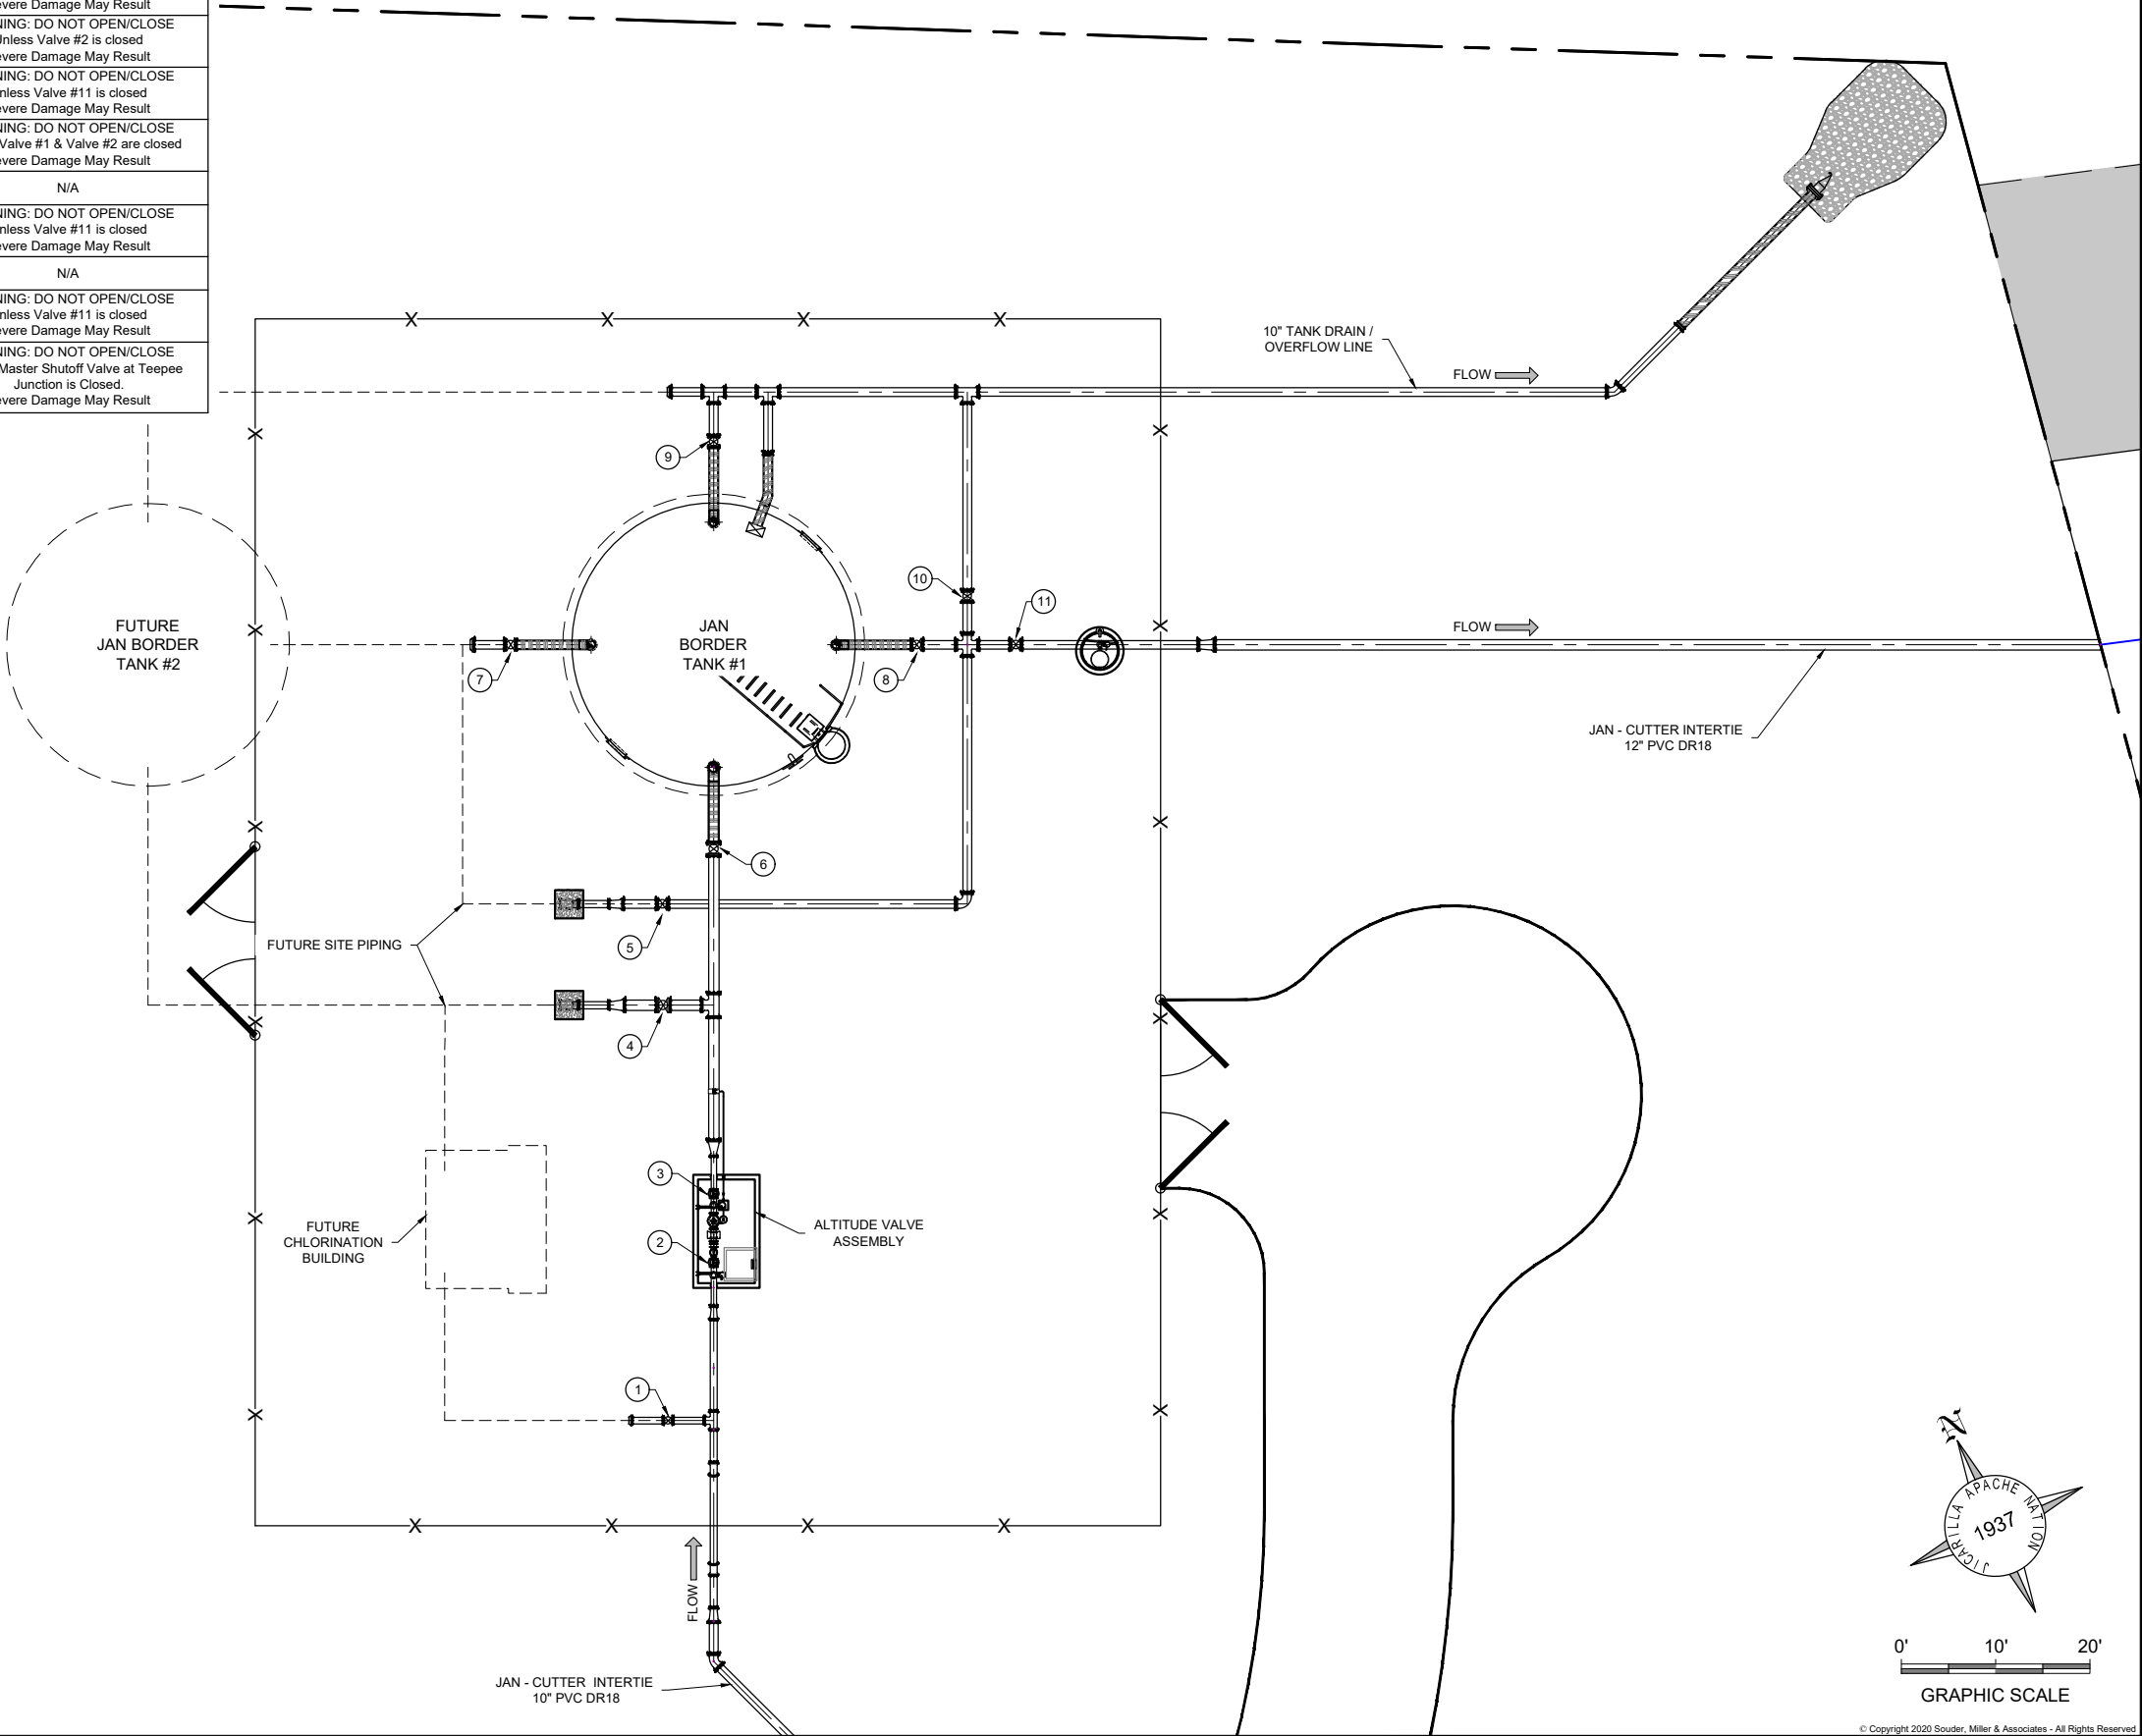 vere Damage May Result
NING: DO NOT OPEN/CLOSE
Unless Valve #2 is closed
evere Damage May Result
NING: DO NOT OPEN/CLOSE
nless Valve #11 is closed
evere Damage May Result
NING: DO NOT OPEN/CLOSE
Valve #1 & Valve #2 are closed
evere Damage May Result
N/A
NING: DO NOT OPEN/CLOSE
nless Valve #11 is closed
evere Damage May Result
N/A
NING: DO NOT OPEN/CLOSE
nless Valve #11 is closed
evere Damage May Result
NING: DO NOT OPEN/CLOSE
Master Shutoff Valve at Teepee
Junction is Closed.
evere Damage May Result
X X X X
10" TANK DRAIN /
OVERFLOW LINE
FLOW
X X
9
10
11
FUTURE
JAN BORDER
TANK #2
JAN
BORDER
TANK #1
X X
FLOW
7
8
JAN - CUTTER INTERTIE
12" PVC DR18
X X
6
5
FUTURE SITE PIPING
4
X X
3
2
FUTURE
CHLORINATION
BUILDING
ALTITUDE VALVE
ASSEMBLY
X X
1
X X
X X X X
FLOW
JAN - CUTTER INTERTIE
10" PVC DR18
N
JICARILLA APACHE NATION
1937
0' 10' 20'
GRAPHIC SCALE
© Copyright 2020 Souder, Miller & Associates - All Rights Reserved